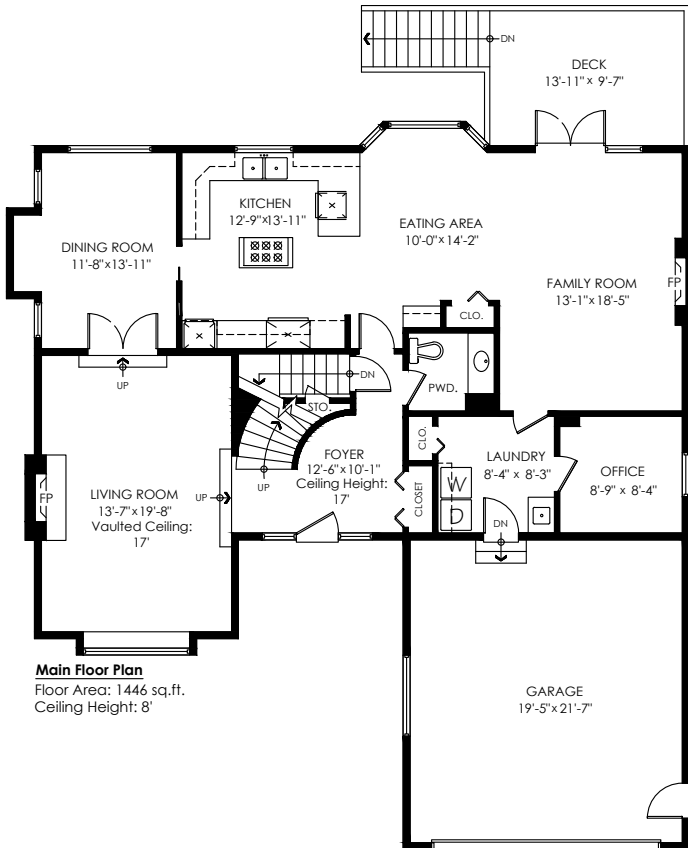 DN
DECK
13'-11" x 9'-7"
KITCHEN
12'-9"x13'-11"
EATING AREA
10'-0"x14'-2"
DINING ROOM
11'-8"x13'-11"
FAMILY ROOM
13'-1"x18'-5"
FP
CLO.
UP
DN
PWD.
STO.
FOYER
12'-6"x10'-1"
Ceiling Height:
17'
UP
CLO.
LAUNDRY
8'-4" x 8'-3"
OFFICE
8'-9" x 8'-4"
W
D
CLOSET
DN
FP
LIVING ROOM
13'-7"x19'-8"
Vaulted Ceiling:
17'
UP
Main Floor Plan
Floor Area: 1446 sq.ft.
Ceiling Height: 8'
GARAGE
19'-5"x21'-7"